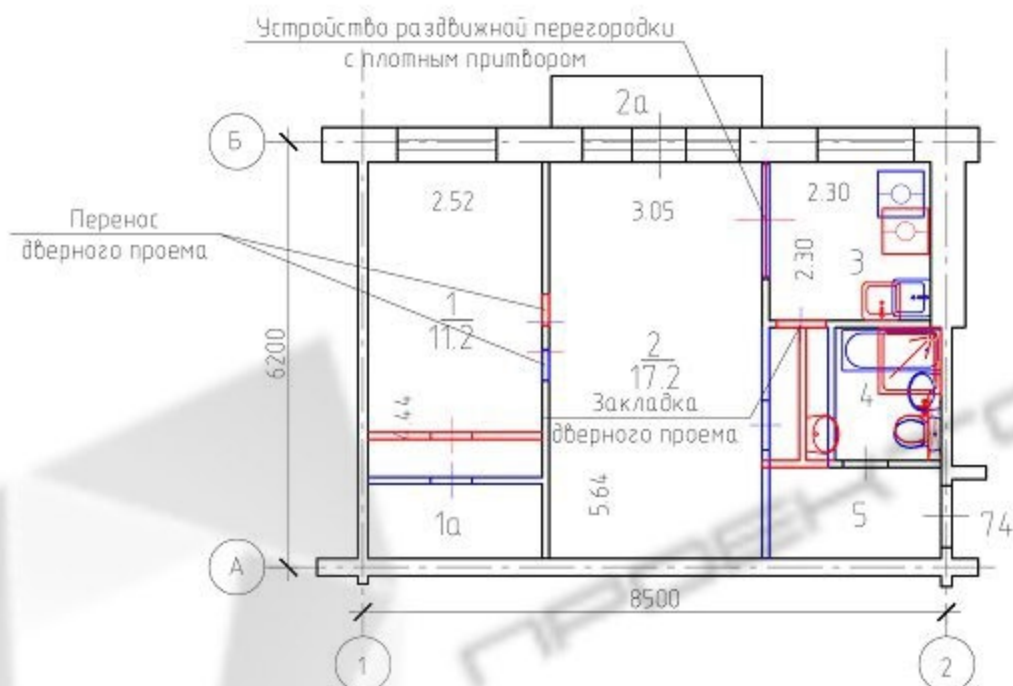 Устройство раздвижной перегородки
с плотным притвором
2а
Б
2.52
3.05
2.30
Перенос
дверного проема
2.30
3
1
11.2
2
17.2
6200
4.44
Закладка
дверного проема
4
5.64
1а
5
74
А
8500
1
2